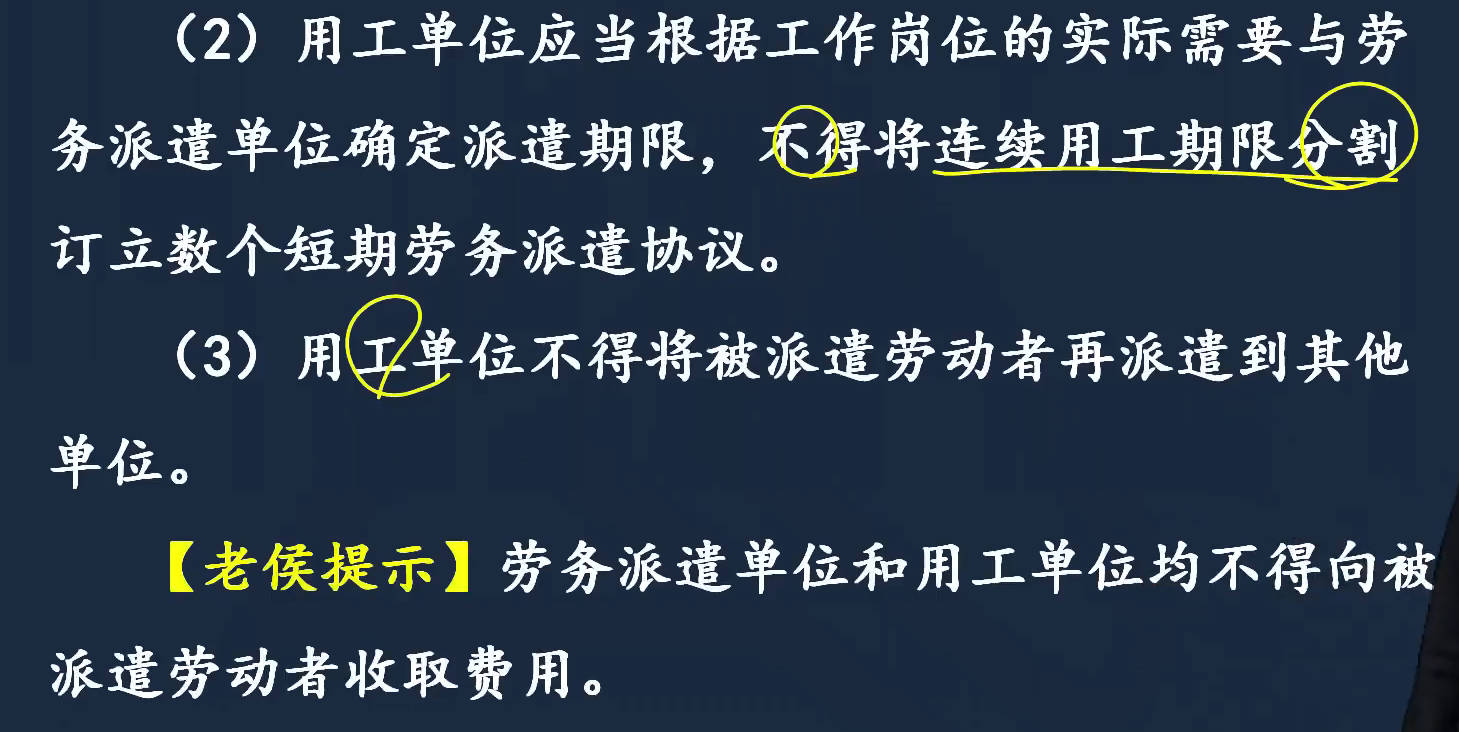 （2）用工单位应当根据工作岗位的实际需要与劳
务派遣单位确定派遣期限，不得将连续用工期限分割
订立数个短期劳务派遣协议。
（3）用工单位不得将被派遣劳动者再派遣到其他
单位。
【老侯提示】劳务派遣单位和用工单位均不得向被
派遣劳动者收取费用。